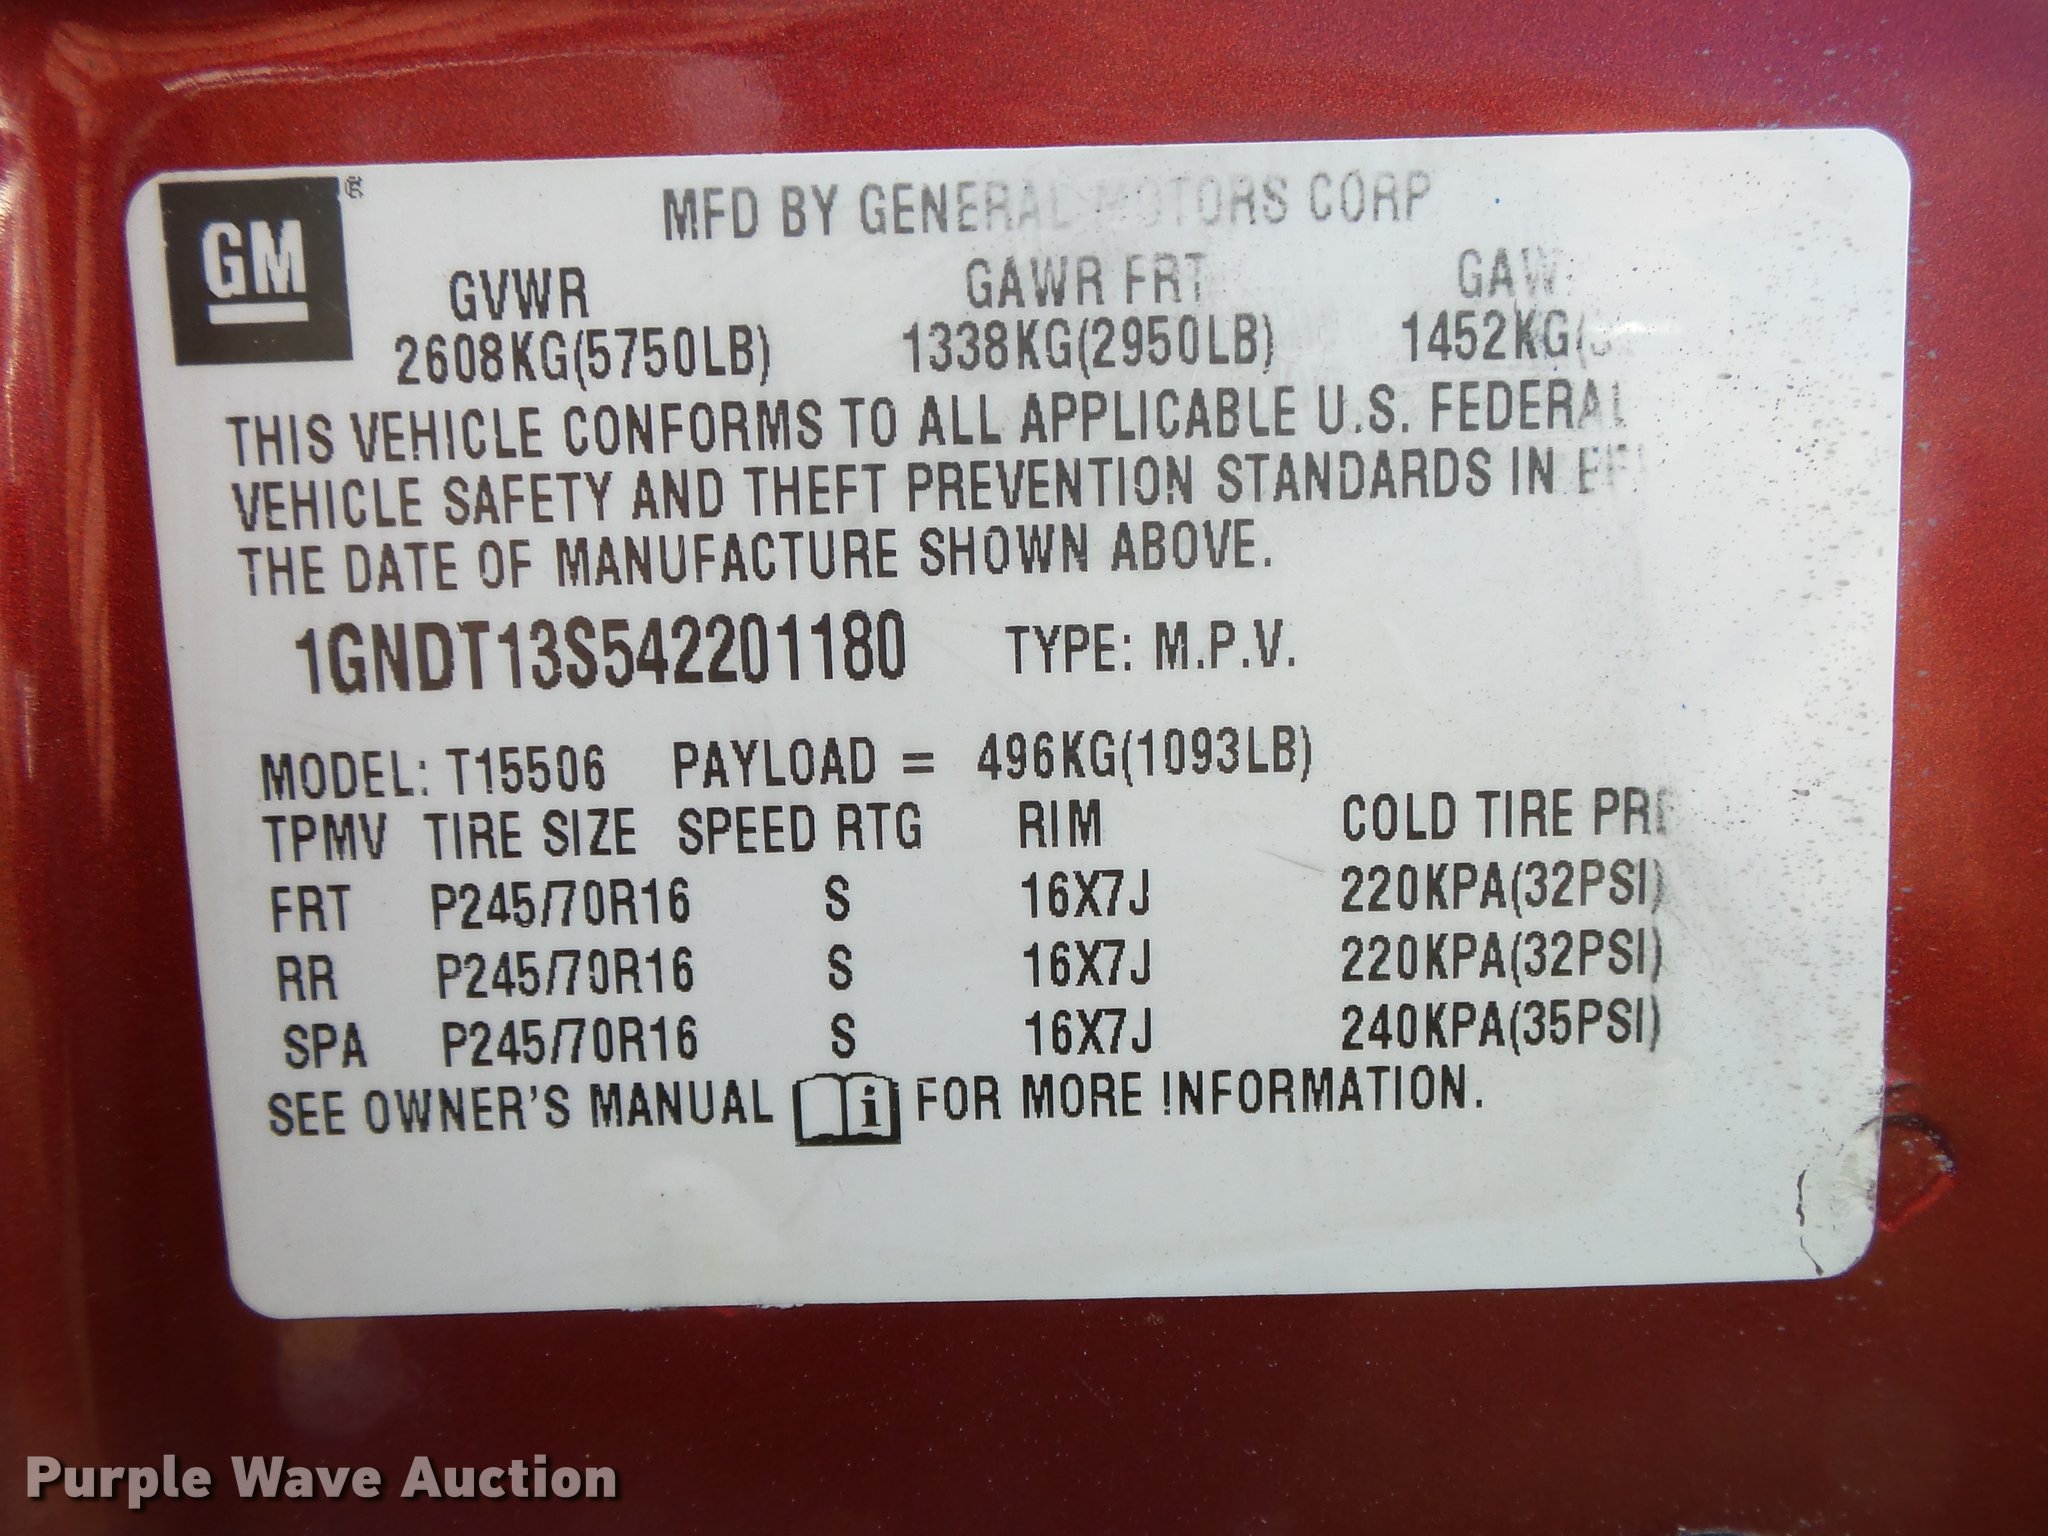 GM ®
MFD BY GENERAL MOTORS CORP
GVWR GAWR FRT
2608KG(5750LB) 1338KG(2950LB) 1452KG
THIS VEHICLE CONFORMS TO ALL APPLICABLE U.S. FEDERAL
VEHICLE SAFETY AND THEFT PREVENTION STANDARDS IN
THE DATE OF MANUFACTURE SHOWN ABOVE.
1GNDT13S542201180 TYPE: M.P.V.
MODEL: T15506 PAYLOAD = 496KG(1093LB)
TPMV TIRE SIZE SPEED RTG RIM COLD TIRE
FRT P245/70R16 S 16X7J 220KPA(32PSI)
RR P245/70R16 S 16X7J 220KPA(32PSI)
SPA P245/70R16 S 16X7J 240KPA(35PSI)
SEE OWNER'S MANUAL i FOR MORE INFORMATION.
Purple Wave Auction